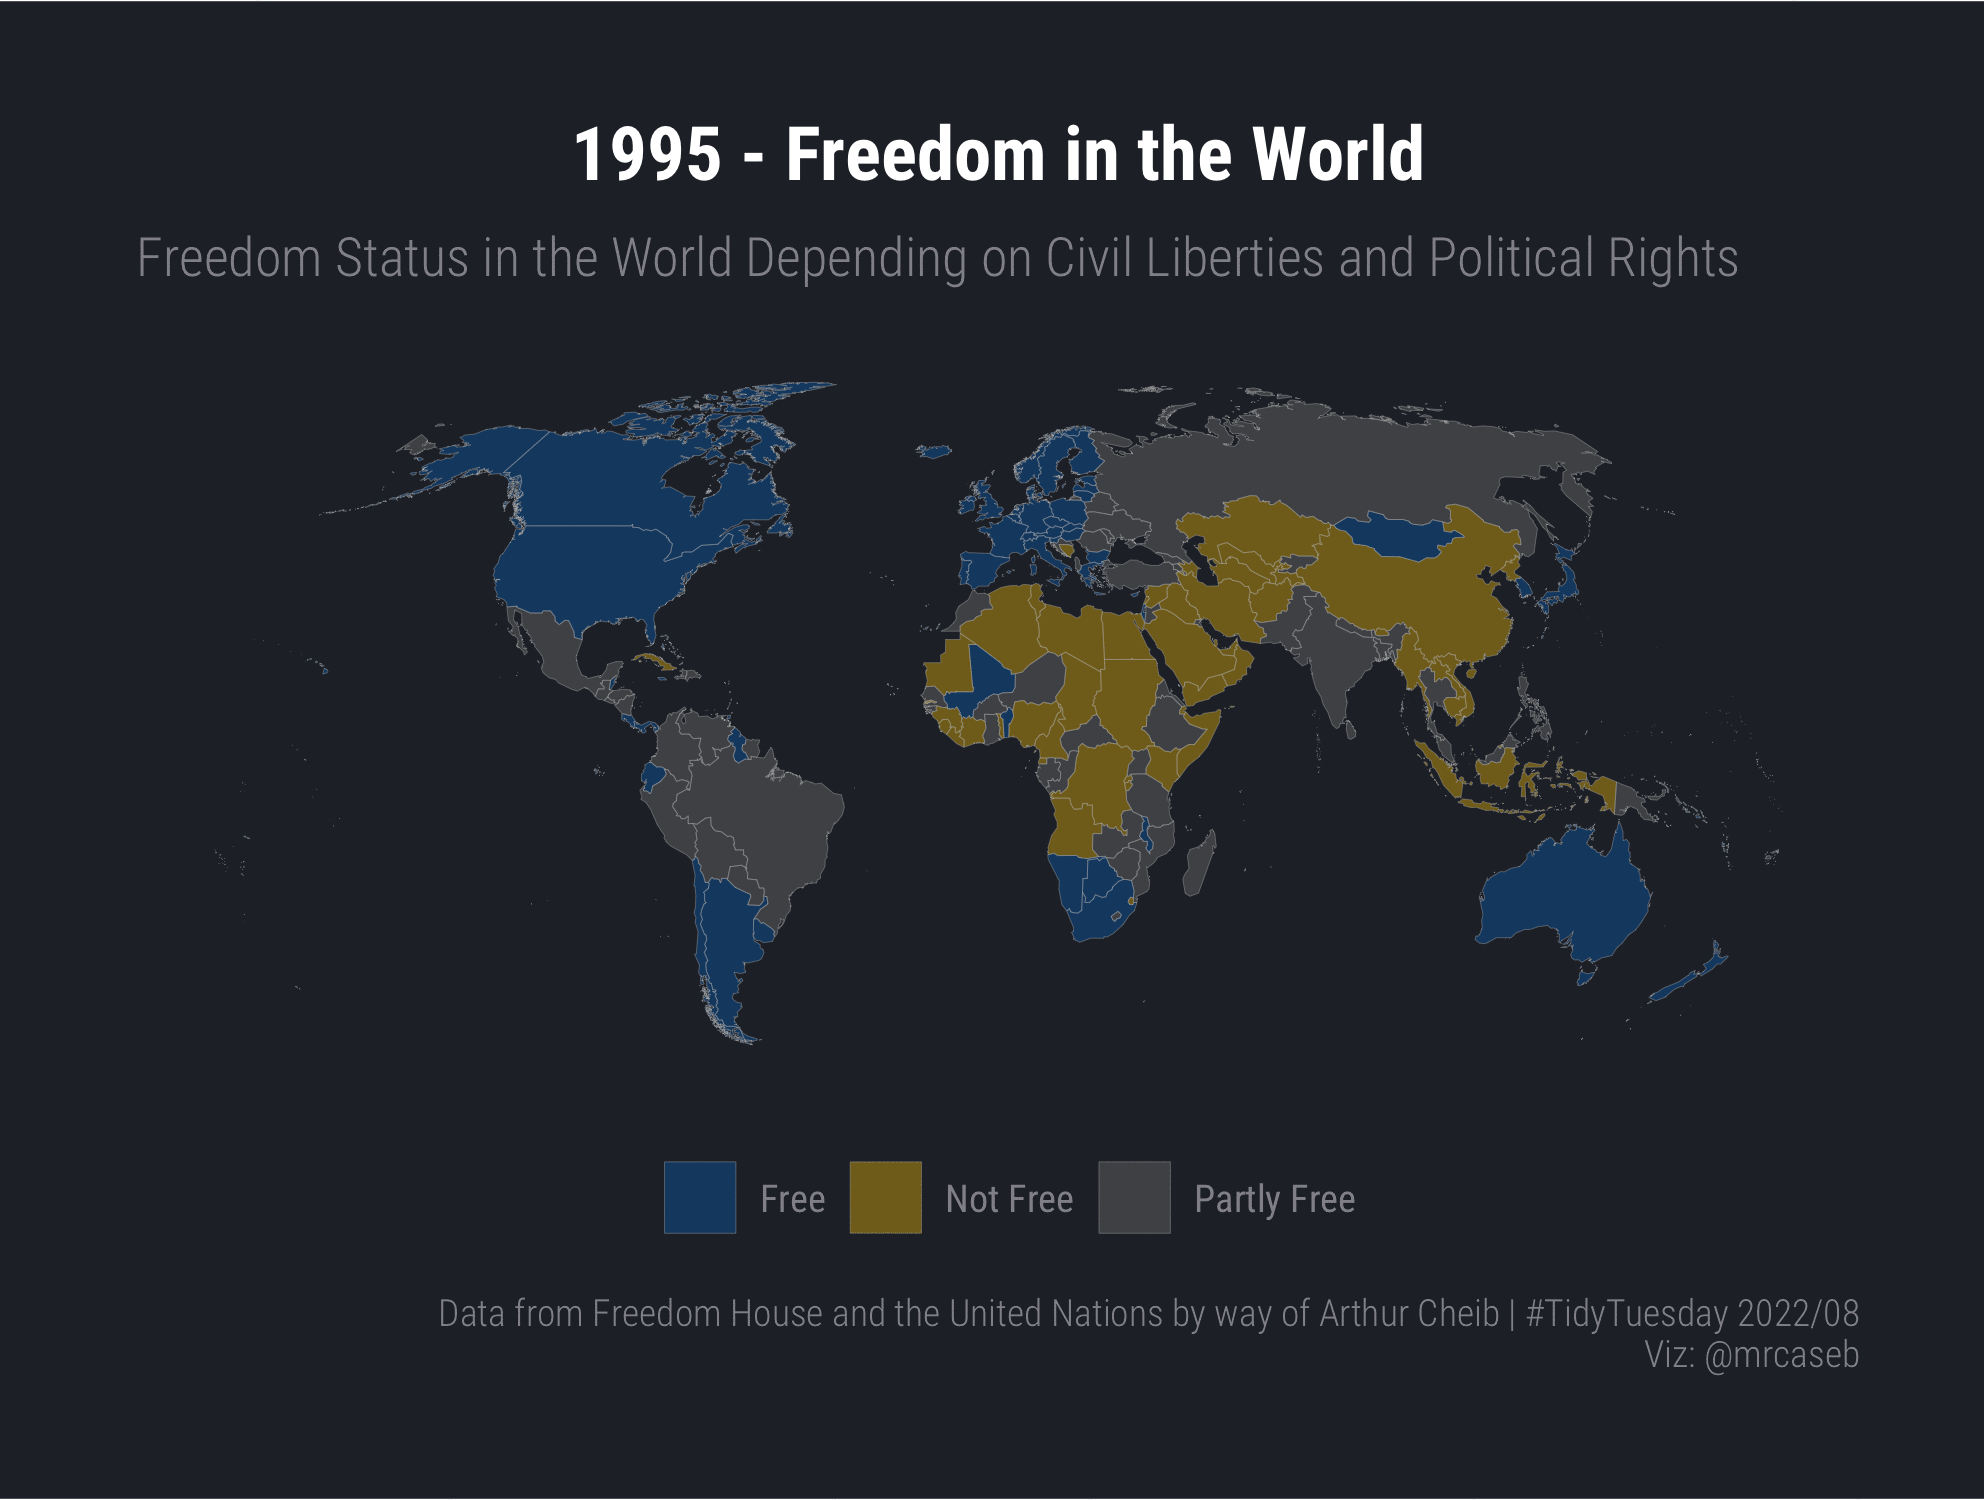 1995 - Freedom in the World
Freedom Status in the World Depending on Civil Liberties and Political Rights
Free
Not Free
Partly Free
Data from Freedom House and the United Nations by way of Arthur Cheib | #TidyTuesday 2022/08
Viz: @mrcaseb